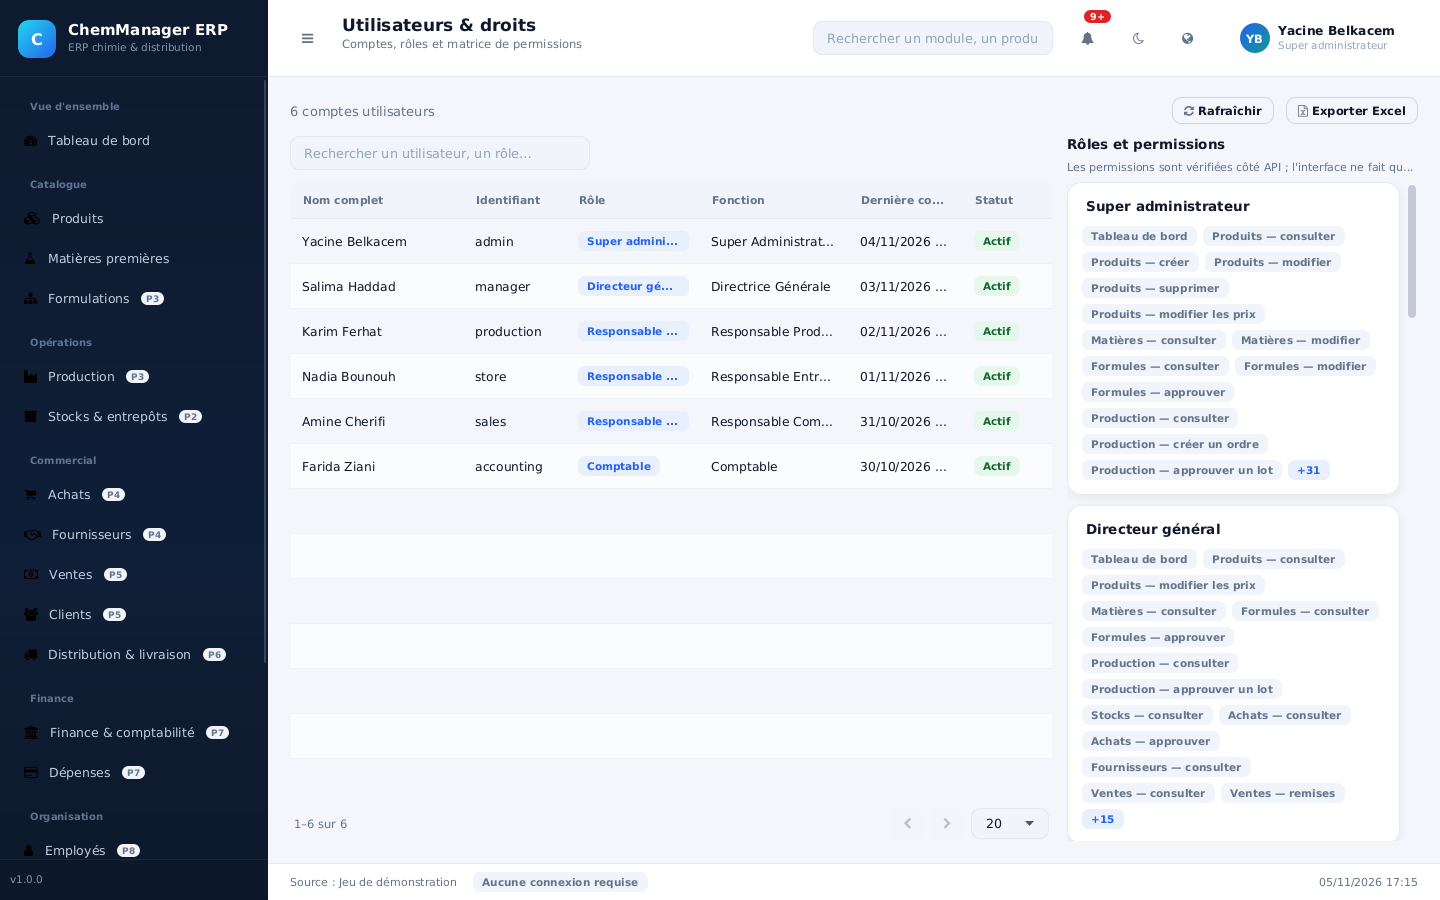 C
ChemManager ERP
ERP chimie & distribution
Vue d'ensemble
Tableau de bord
Catalogue
Produits
Matières premières
Formulations P3
Opérations
Production P3
Stocks & entrepôts P2
Commercial
Achats P4
Fournisseurs P4
Ventes P5
Clients P5
Distribution & livraison P6
Finance
Finance & comptabilité P7
Dépenses P7
Organisation
Employés P8
v1.0.0
Utilisateurs & droits
Comptes, rôles et matrice de permissions
Rechercher un module, un produ
9+
YB
Yacine Belkacem
Super administrateur
6 comptes utilisateurs
Rafraîchir
Exporter Excel
Rechercher un utilisateur, un rôle...
Nom complet Identifiant Rôle Fonction Dernière co... Statut
Yacine Belkacem admin Super admini... Super Administrat... 04/11/2026 ... Actif
Salima Haddad manager Directeur gé... Directrice Générale 03/11/2026 ... Actif
Karim Ferhat production Responsable ... Responsable Prod... 02/11/2026 ... Actif
Nadia Bounouh store Responsable ... Responsable Entr... 01/11/2026 ... Actif
Amine Cherifi sales Responsable ... Responsable Com... 31/10/2026 ... Actif
Farida Ziani accounting Comptable Comptable 30/10/2026 ... Actif
1–6 sur 6
20
Rôles et permissions
Les permissions sont vérifiées côté API ; l'interface ne fait qu...
Super administrateur
Tableau de bord Produits — consulter
Produits — créer Produits — modifier
Produits — supprimer
Produits — modifier les prix
Matières — consulter Matières — modifier
Formules — consulter Formules — modifier
Formules — approuver
Production — consulter
Production — créer un ordre
Production — approuver un lot +31
Directeur général
Tableau de bord Produits — consulter
Produits — modifier les prix
Matières — consulter Formules — consulter
Formules — approuver
Production — consulter
Production — approuver un lot
Stocks — consulter Achats — consulter
Achats — approuver
Fournisseurs — consulter
Ventes — consulter Ventes — remises
+15
Source : Jeu de démonstration Aucune connexion requise
05/11/2026 17:15